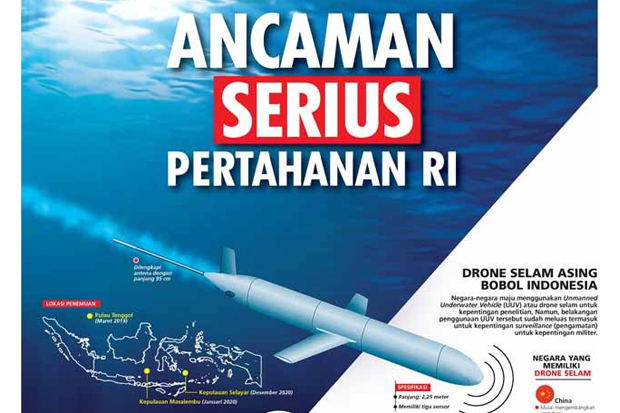 ANCAMAN
SERIUS
PERTAHANAN RI
Dilengkapi
antena dengan
panjang 95 cm
DRONE SELAM ASING
BOBOL INDONESIA
Negara-negara maju menggunakan Unmanned
Underwater Vehicle (UUV) atau drone selam untuk
kepentingan penelitian, Namun, belakangan
penggunaan UUV tersebut sudah meluas termasuk
untuk kepentingan surveillance (pengamatan)
untuk kepentingan militer.
LOKASI PENEMUAN
Pulau Tenggol
(Maret 2019)
Kepulauan Selayar (Desember 2020)
Kepulauan Masalembu (Januari 2020)
SPESIFIKASI
Panjang: 2,25 meter
Memiliki tiga sensor
NEGARA YANG
MEMILIKI
DRONE SELAM
China
Mulai mengembangkan